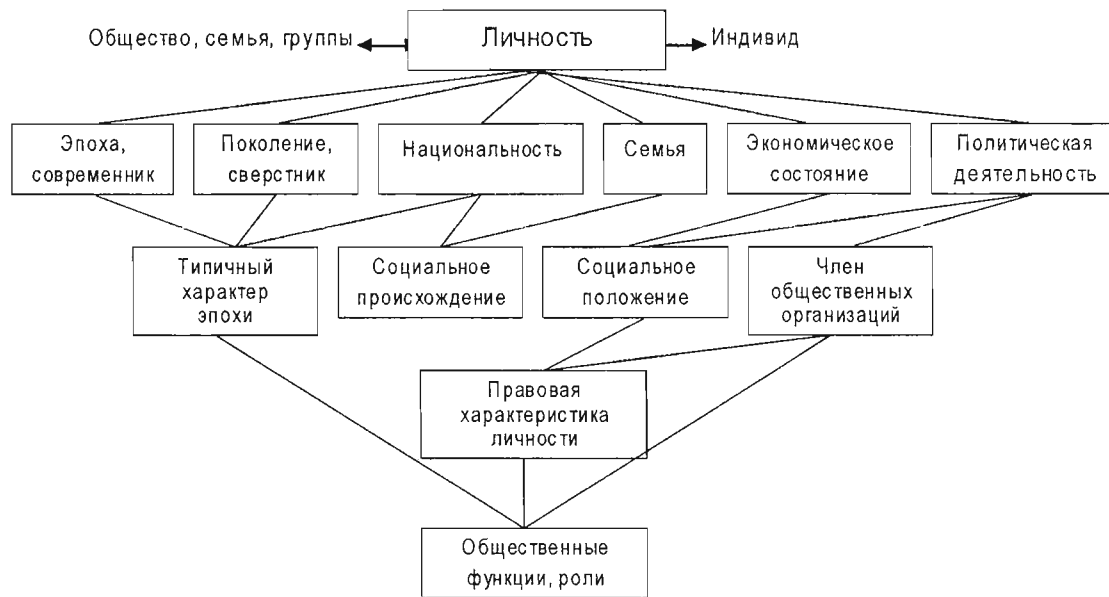 Общество, семья, группы
Личность
Индивид
Эпоха,
современник
Поколение,
сверстник
Национальность
Семья
Экономическое
состояние
Политическая
деятельность
Типичный
характер
эпохи
Социальное
происхождение
Социальное
положение
Член
общественных
организаций
Правовая
характеристика
личности
Общественные
функции, роли